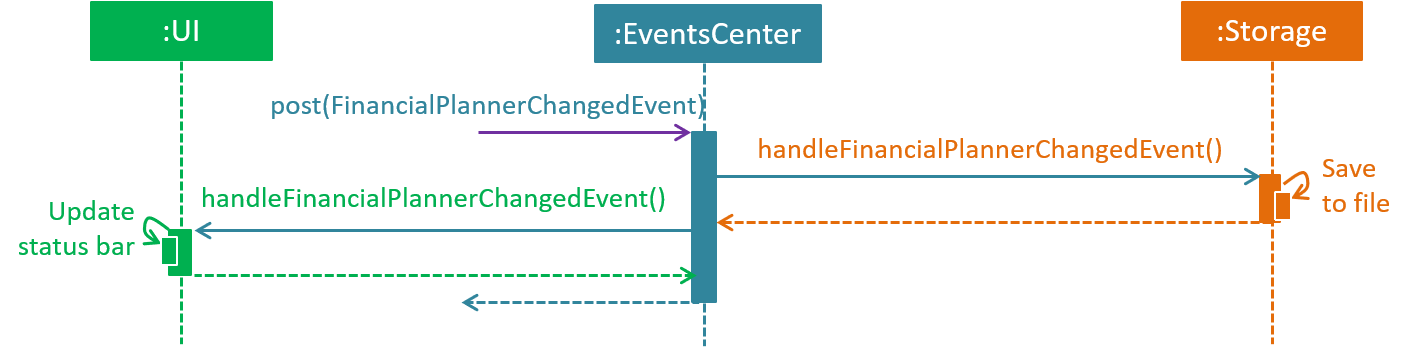 :UI
:EventsCenter
:Storage
post(FinancialPlannerChangedEvent)
handleFinancialPlannerChangedEvent()
Save
to file
handleFinancialPlannerChangedEvent()
Update
status bar